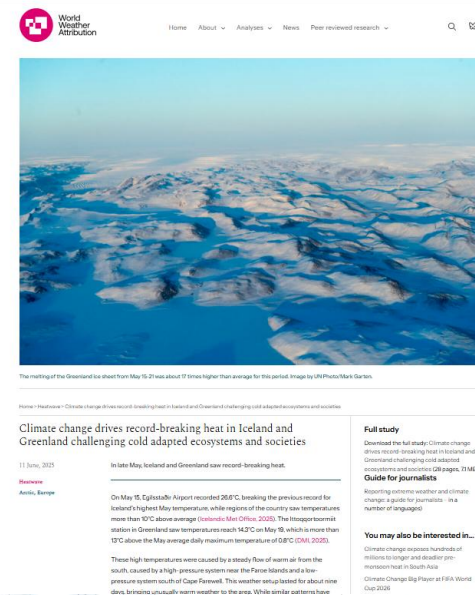 World
Weather
Attribution
Home About Analyses News Peer reviewed research
The melting of the Greenland ice sheet from May 15-21 was about 17 times higher than average for this period. Image by UN Photo/Mark Garten.
Home » Heatwave » Climate change drives record-breaking heat in Iceland and Greenland challenging cold adapted ecosystems and societies
Climate change drives record-breaking heat in Iceland and
Greenland challenging cold adapted ecosystems and societies
11 June, 2025
Heatwave
Arctic, Europe
In late May, Iceland and Greenland saw record-breaking heat.
On May 15, Egilsstaðir Airport recorded 26.6°C, breaking the previous record for
Iceland's highest May temperature, while regions of the country saw temperatures
more than 10°C above average (Icelandic Met Office, 2025). The Ittoqqortoormiit
station in Greenland saw temperatures reach 14.3°C on May 19, which is more than
13°C above the May average daily maximum temperature of 0.8°C (DMI, 2025).
These high temperatures were caused by a steady flow of warm air from the
south, caused by a high-pressure system near the Faroe Islands and a low-
pressure system south of Cape Farewell. This weather setup lasted for about nine
days, bringing unusually warm weather to the area. While similar patterns have
Full study
Download the full study: Climate change
drives record-breaking heat in Iceland and
Greenland challenging cold adapted
ecosystems and societies (28 pages, 7.1 MB
Guide for journalists
Reporting extreme weather and climate
change: a guide for journalists - in a
number of languages)
You may also be interested in...
Climate change exposes hundreds of
millions to longer and deadlier pre-
monsoon heat in South Asia
Climate Change Big Player at FIFA World
Cup 2026